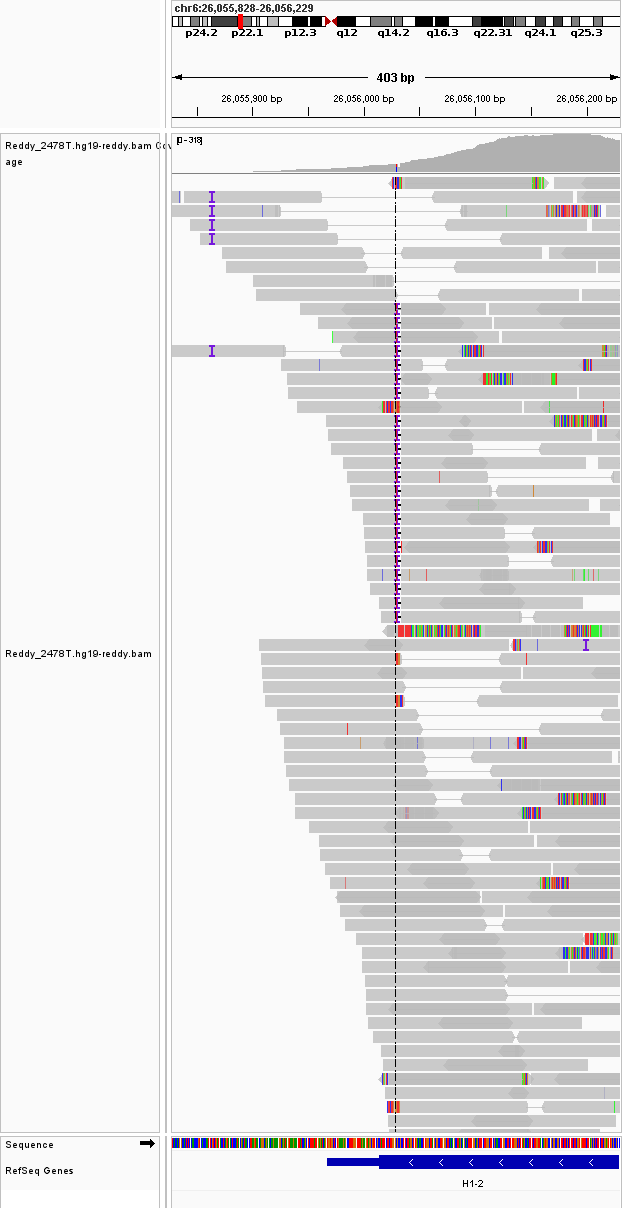 chr6:26,055,828-26,056,229
p24.2 p22.1 p12.3 q12 q14.2 q16.3 q22.31 q24.1 q25.3
403 bp
26,055,900 bp 26,056,000 bp 26,056,100 bp 26,056,200 bp
Reddy_2478T.hg19-reddy.bam Cov
age
[0-318]
Reddy_2478T.hg19-reddy.bam
Sequence
RefSeq Genes
H1-2